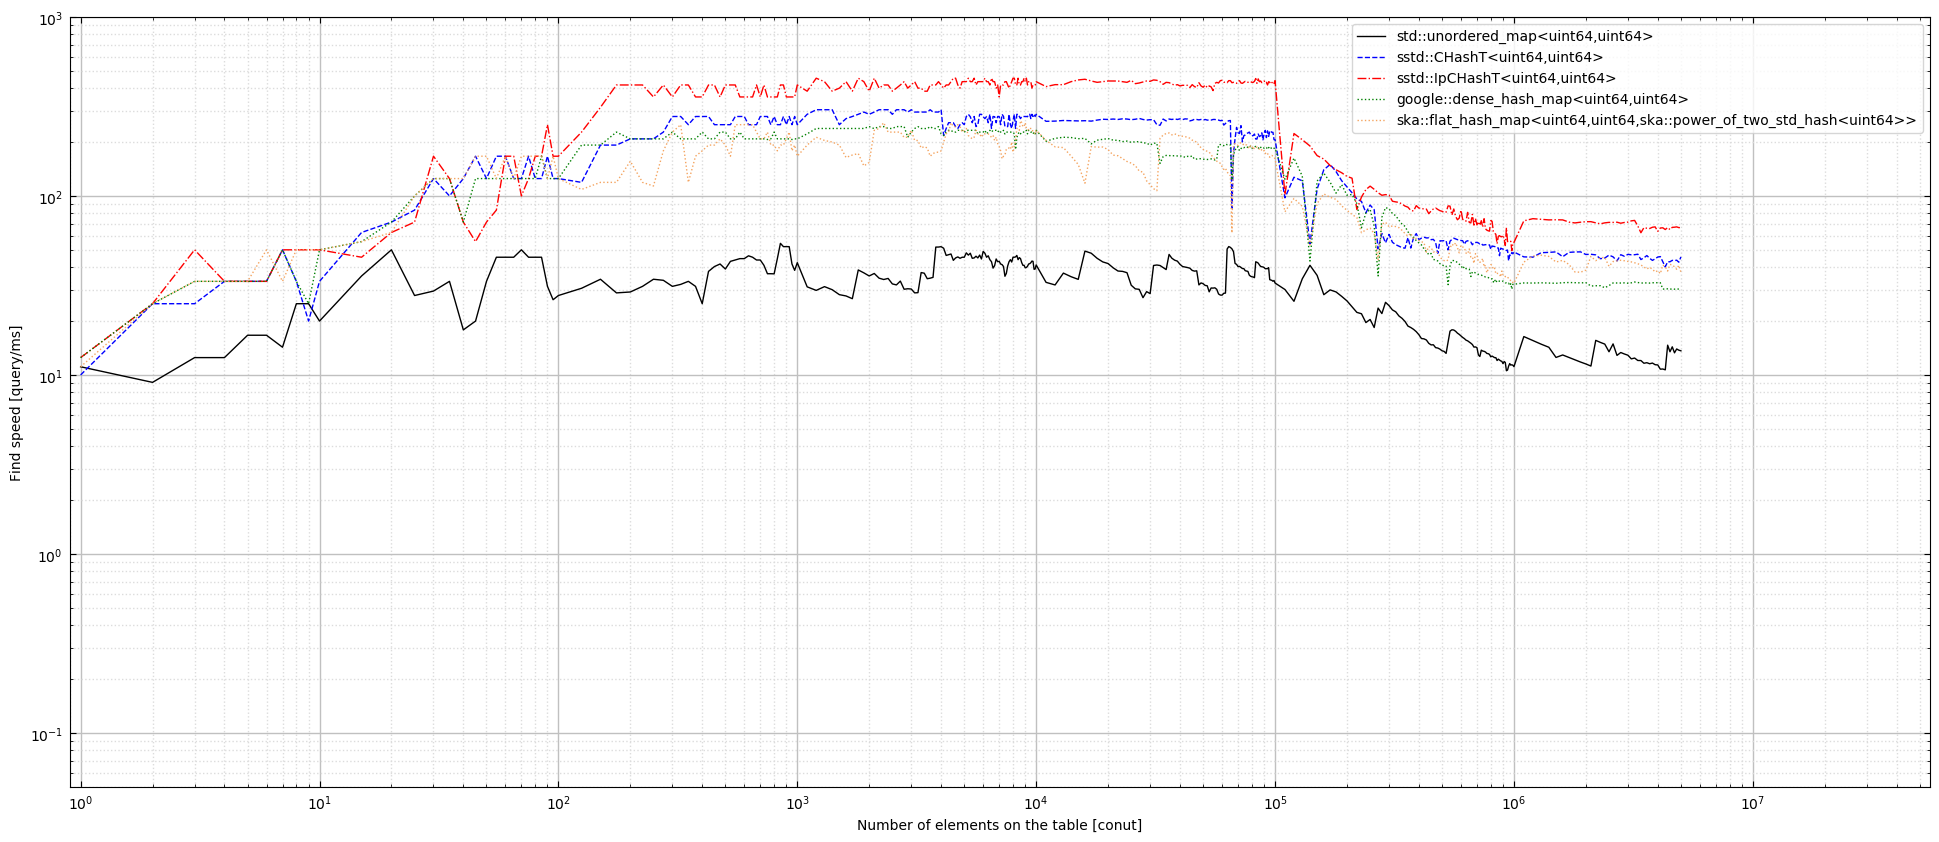 std::unordered_map<uint64,uint64>
sstd::CHashT<uint64,uint64>
sstd::IpCHashT<uint64,uint64>
google::dense_hash_map<uint64,uint64>
ska::flat_hash_map<uint64,uint64,ska::power_of_two_std_hash<uint64>>
Find speed [query/ms]
10³
10²
10¹
10⁰
10⁻¹
10⁰ 10¹ 10² 10³ 10⁴ 10⁵ 10⁶ 10⁷
Number of elements on the table [conut]